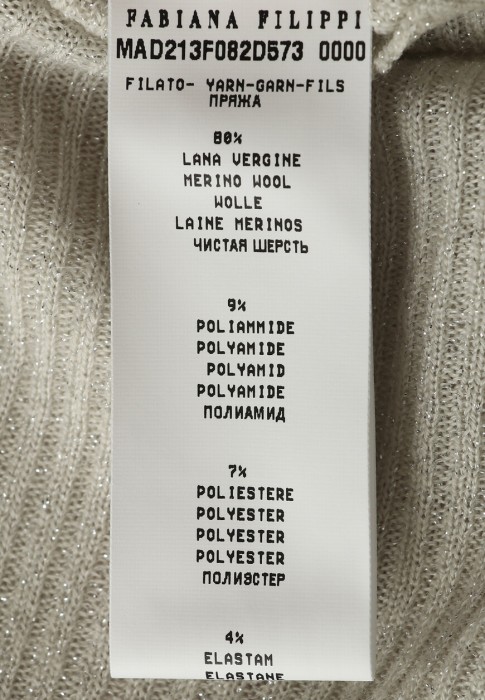 FABIANA FILIPPI
MAD213F082D573 0000
FILATO- YARN-GARN-FILS
ПРЯЖА
80%
LANA VERGINE
MERINO WOOL
WOLLE
LAINE MERINOS
ЧИСТАЯ ШЕРСТЬ
9%
POLIAMMIDE
POLYAMIDE
POLYAMID
POLYAMIDE
ПОЛИАМИД
7%
POLIESTERE
POLYESTER
POLYESTER
POLYESTER
ПОЛИЭСТЕР
4%
ELASTAM
ELASTANE